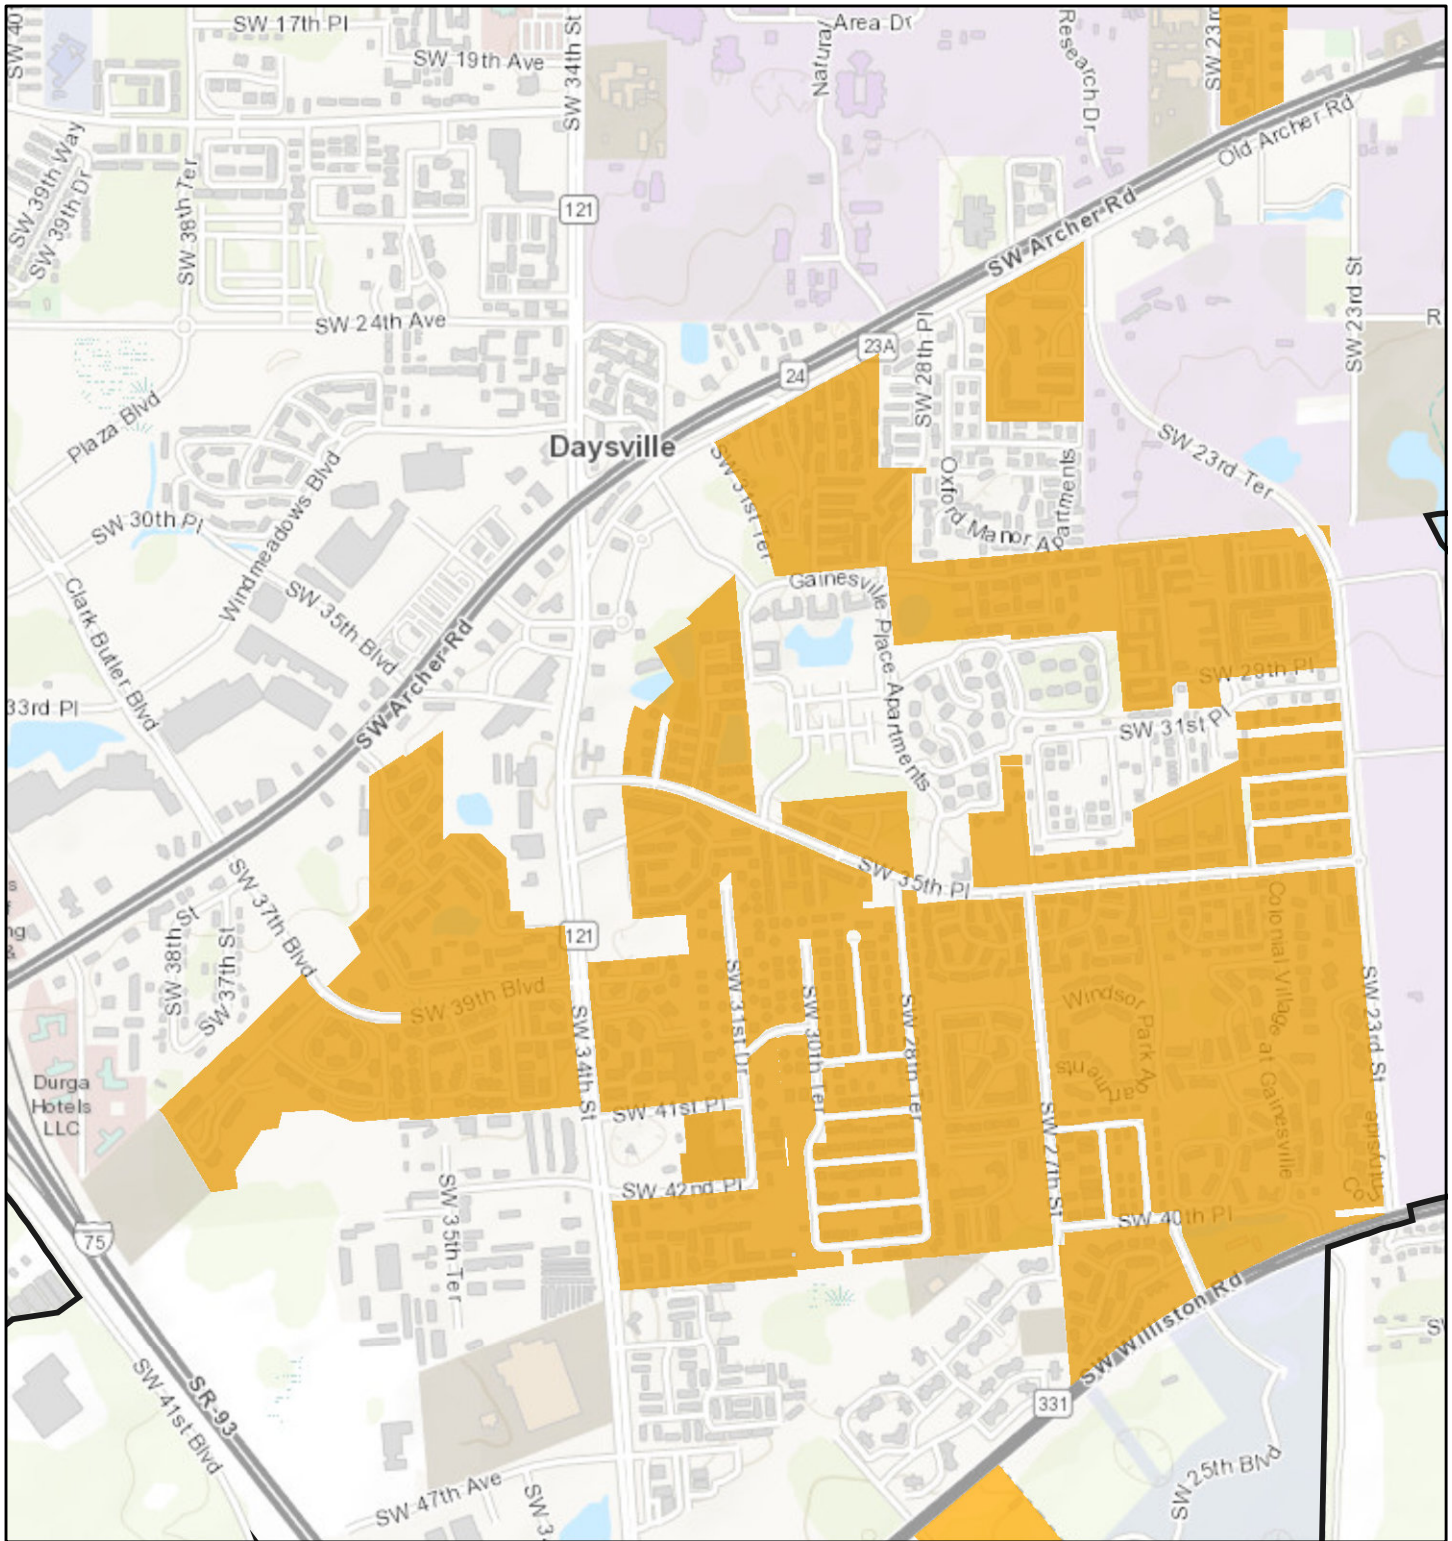 SW 40
SW 17th Pl
SW 19th Ave
SW 34th St
Natural
Area Dr
Research Dr
SW 23rd
Old Archer Rd
SW 39th Way
SW 39th Dr
SW 38th Ter
121
SW Archer Rd
SW 24th Ave
23A
24
SW 28th Pl
SW 23rd St
R
Plaza Blvd
Daysville
SW 31st Ter
Oxford Manor Apartments
SW 23rd Ter
SW 30th Pl
Windmeadows Blvd
SW 35th Blvd
Clark Butler Blvd
SW Archer Rd
33rd Pl
Gainesville Place Apartments
SW 29th Pl
SW 31st Pl
SW 35th Pl
s
ng
&
SW 38th St
SW 37th St
SW 37th Blvd
SW 39th Blvd
121
SW 34th St
SW 31st Dr
SW 30th Ter
SW 28th Ter
SW 27th St
Windsor Park Apartments
Colonial Village at Gainesville
SW 23rd St
Durga
Hotels
LLC
SW 41st Pl
SW 42nd Pl
SW 40th Pl
Sunnyside
Co
SW 35th Ter
75
SR-93
SW 41st Blvd
SW Williston Rd
331
SW 25th Blvd
SW 47th Ave
SW 3
S